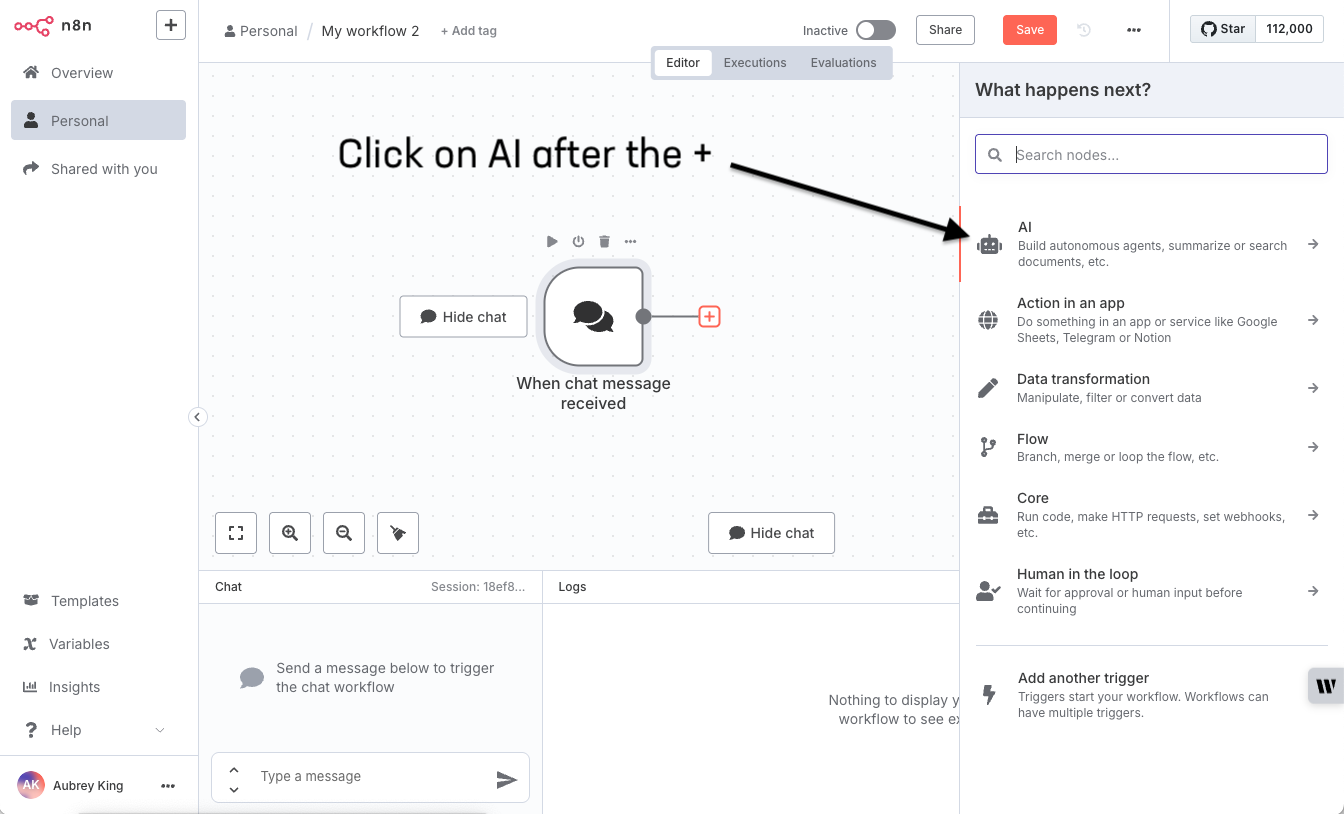 n8n
+
Personal / My workflow 2 + Add tag
Inactive
Share
Save
Star 112,000
Editor Executions Evaluations
Overview
Personal
Shared with you
Templates
Variables
Insights
Help
AK Aubrey King
Click on AI after the +
Hide chat
When chat message
received
Hide chat
Chat Session: 18ef8...
Send a message below to trigger
the chat workflow
Type a message
Logs
Nothing to display y
workflow to see ex
What happens next?
Search nodes...
AI
Build autonomous agents, summarize or search
documents, etc.
Action in an app
Do something in an app or service like Google
Sheets, Telegram or Notion
Data transformation
Manipulate, filter or convert data
Flow
Branch, merge or loop the flow, etc.
Core
Run code, make HTTP requests, set webhooks,
etc.
Human in the loop
Wait for approval or human input before
continuing
Add another trigger
Triggers start your workflow. Workflows can
have multiple triggers.
W